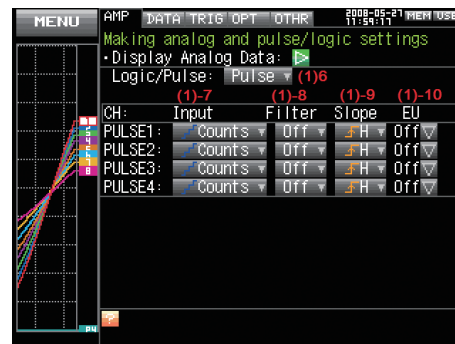 MENU
AMP DATA TRIG OPT OTHR 2008-05-27 11:59:17 MEM USE
Making analog and pulse/logic settings
•Display Analog Data:
Logic/Pulse: Pulse (1)6
(1)-7 (1)-8 (1)-9 (1)-10
CH: Input Filter Slope EU
PULSE1: Counts Off H Off
PULSE2: Counts Off H Off
PULSE3: Counts Off H Off
PULSE4: Counts Off H Off
P4
?